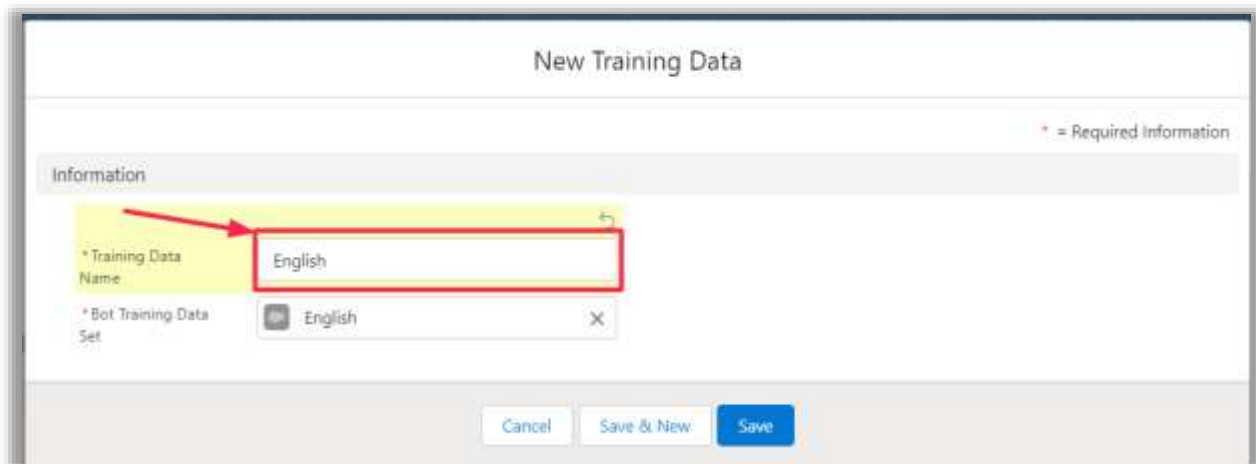 New Training Data
* = Required Information
Information
* Training Data
Name
English
* Bot Training Data
Set
English
Cancel
Save & New
Save